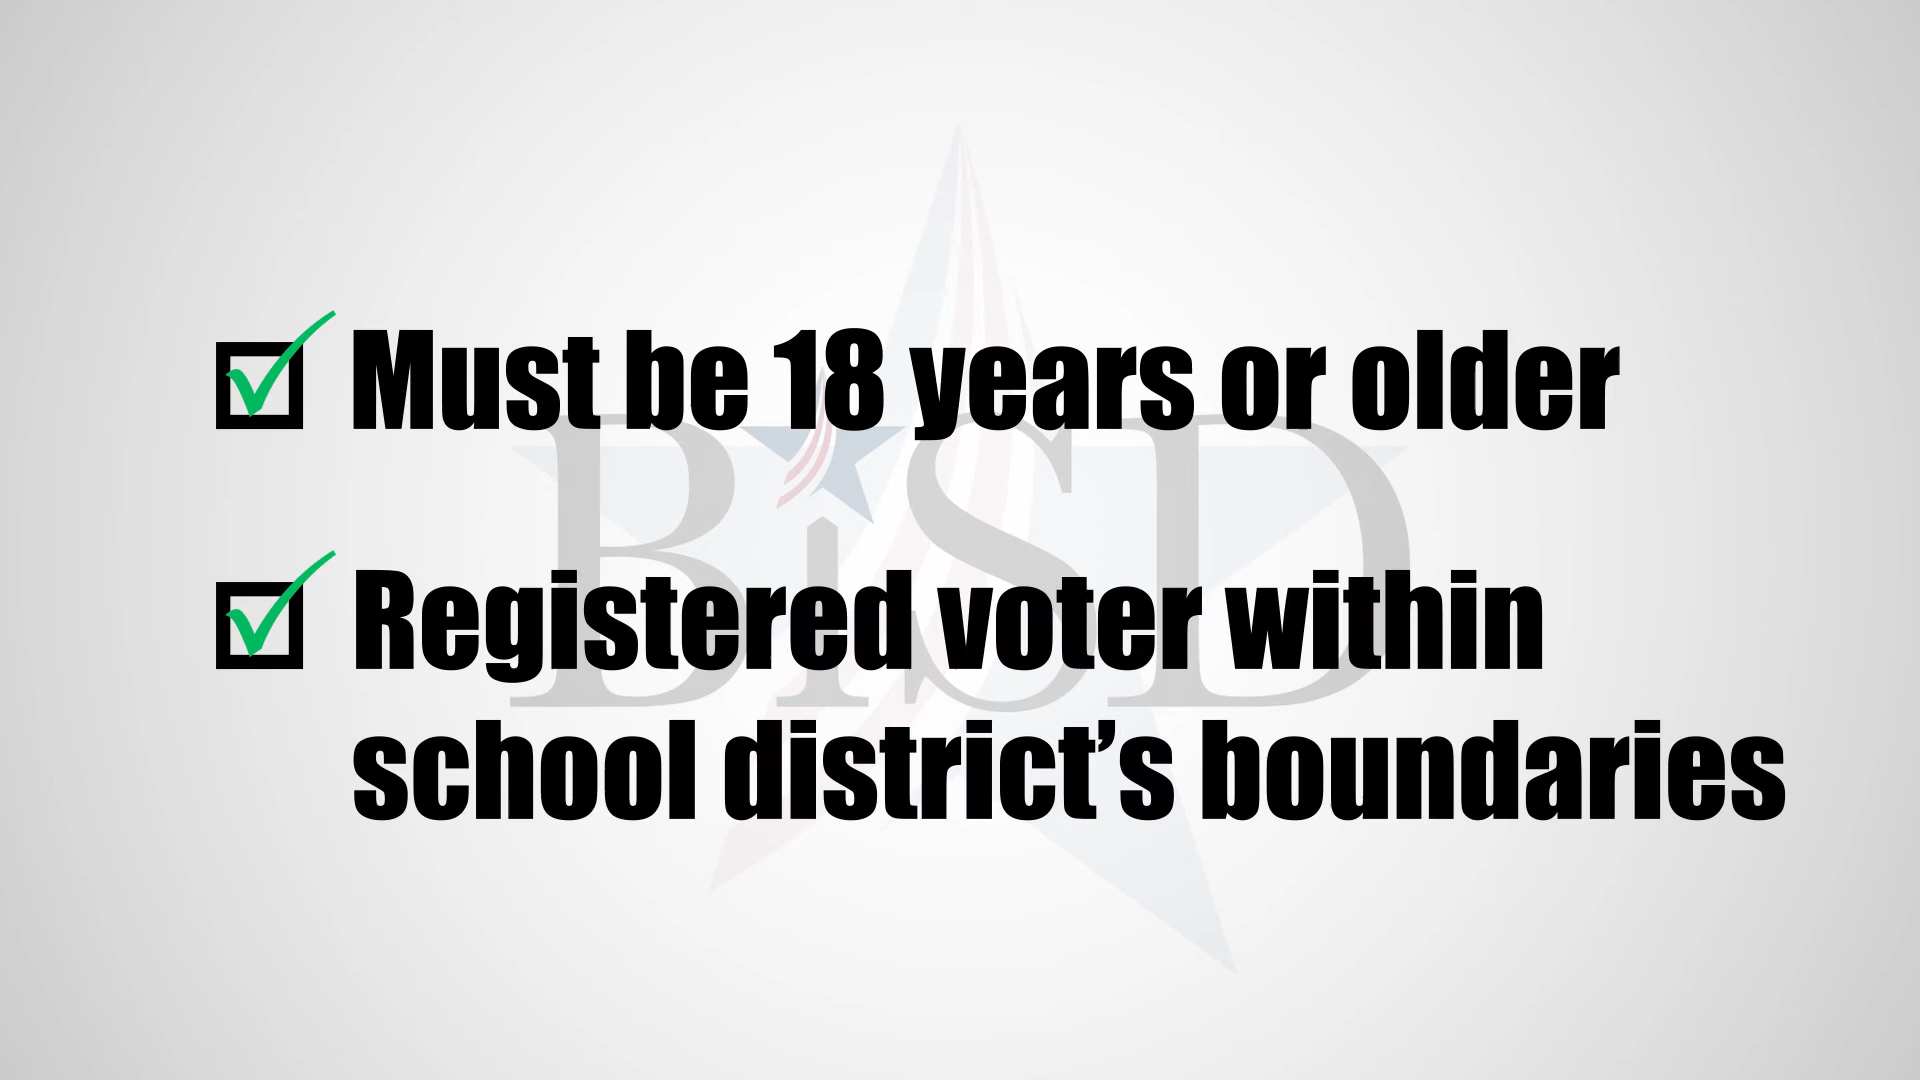 Must be 18 years or older
BiSD
Registered voter within
school district’s boundaries